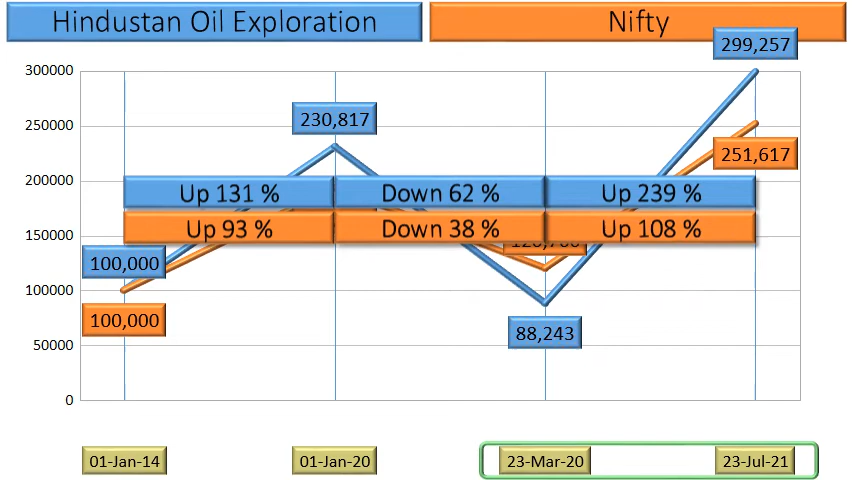 Hindustan Oil Exploration
Nifty
299,257
300000
250000
200000
150000
100000
50000
0
230,817
251,617
Up 131 %
Down 62 %
Up 239 %
Up 93 %
Down 38 %
Up 108 %
100,000
100,000
88,243
01-Jan-14
01-Jan-20
23-Mar-20
23-Jul-21